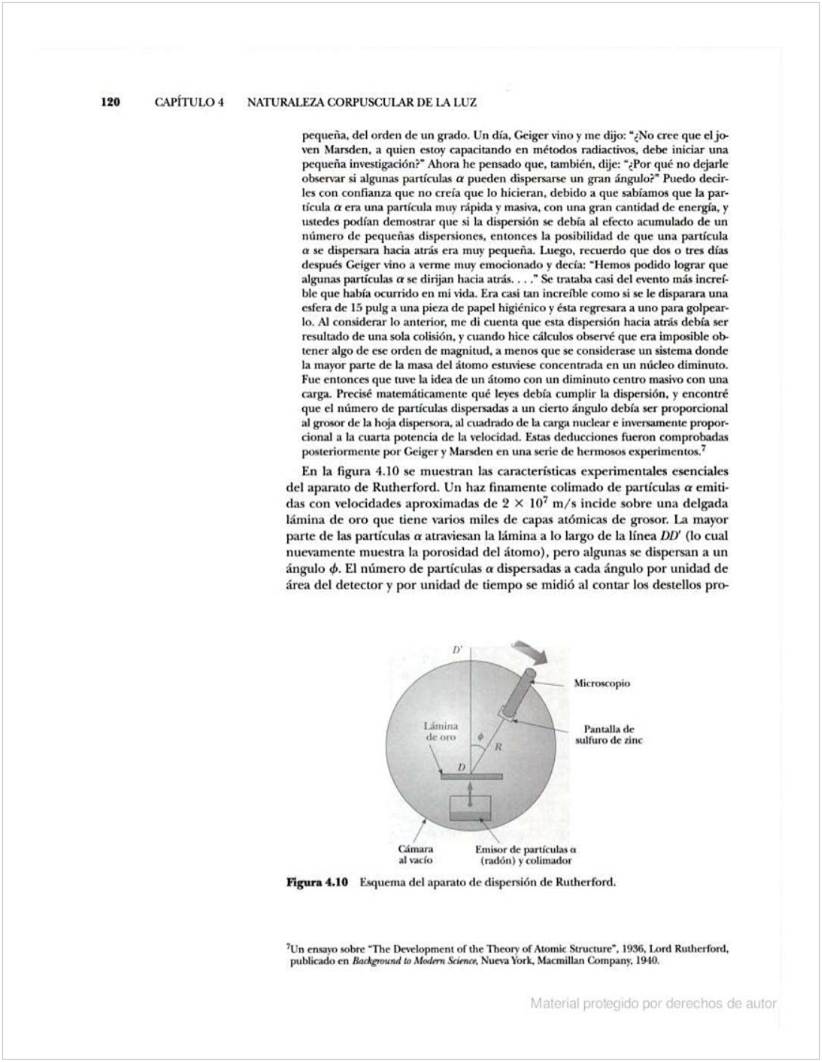 120 CAPÍTULO 4 NATURALEZA CORPUSCULAR DE LA LUZ
pequeña, del orden de un grado. Un día, Geiger vino y me dijo: "¿No cree que el jo-
ven Marsden, a quien estoy capacitando en métodos radiactivos, debe iniciar una
pequeña investigación?" Ahora he pensado que, también, dije: "¿Por qué no dejarle
observar si algunas partículas α pueden dispersarse un gran ángulo?" Puedo decir-
les con confianza que no creía que lo hicieran, debido a que sabíamos que la par-
tícula α era una partícula muy rápida y masiva, con una gran cantidad de energía, y
ustedes podían demostrar que si la dispersión se debía al efecto acumulado de un
número de pequeñas dispersiones, entonces la posibilidad de que una partícula
α se dispersara hacia atrás era muy pequeña. Luego, recuerdo que dos o tres días
después Geiger vino a verme muy emocionado y decía: "Hemos podido lograr que
algunas partículas α se dirijan hacia atrás. . . ." Se trataba casi del evento más increí-
ble que había ocurrido en mi vida. Era casi tan increíble como si se le disparara una
esfera de 15 pulg a una pieza de papel higiénico y ésta regresara a uno para golpear-
lo. Al considerar lo anterior, me di cuenta que esta dispersión hacia atrás debía ser
resultado de una sola colisión, y cuando hice cálculos observé que era imposible ob-
tener algo de ese orden de magnitud, a menos que se considerase un sistema donde
la mayor parte de la masa del átomo estuviese concentrada en un núcleo diminuto.
Fue entonces que tuve la idea de un átomo con un diminuto centro masivo con una
carga. Precisé matemáticamente qué leyes debía cumplir la dispersión, y encontré
que el número de partículas dispersadas a un cierto ángulo debía ser proporcional
al grosor de la hoja dispersora, al cuadrado de la carga nuclear e inversamente propor-
cional a la cuarta potencia de la velocidad. Estas deducciones fueron comprobadas
posteriormente por Geiger y Marsden en una serie de hermosos experimentos.⁷
En la figura 4.10 se muestran las características experimentales esenciales
del aparato de Rutherford. Un haz finamente colimado de partículas α emiti-
das con velocidades aproximadas de 2 × 10⁷ m/s incide sobre una delgada
lámina de oro que tiene varios miles de capas atómicas de grosor. La mayor
parte de las partículas α atraviesan la lámina a lo largo de la línea DD' (lo cual
nuevamente muestra la porosidad del átomo), pero algunas se dispersan a un
ángulo ϕ. El número de partículas α dispersadas a cada ángulo por unidad de
área del detector y por unidad de tiempo se midió al contar los destellos pro-
D'
Microscopio
Lámina
de oro
Pantalla de
sulfuro de zinc
ϕ
R
D
Cámara
al vacío
Emisor de partículas α
(radón) y colimador
Figura 4.10 Esquema del aparato de dispersión de Rutherford.
⁷Un ensayo sobre "The Development of the Theory of Atomic Structure", 1936, Lord Rutherford,
publicado en Background to Modern Science, Nueva York, Macmillan Company, 1940.
Material protegido por derechos de autor